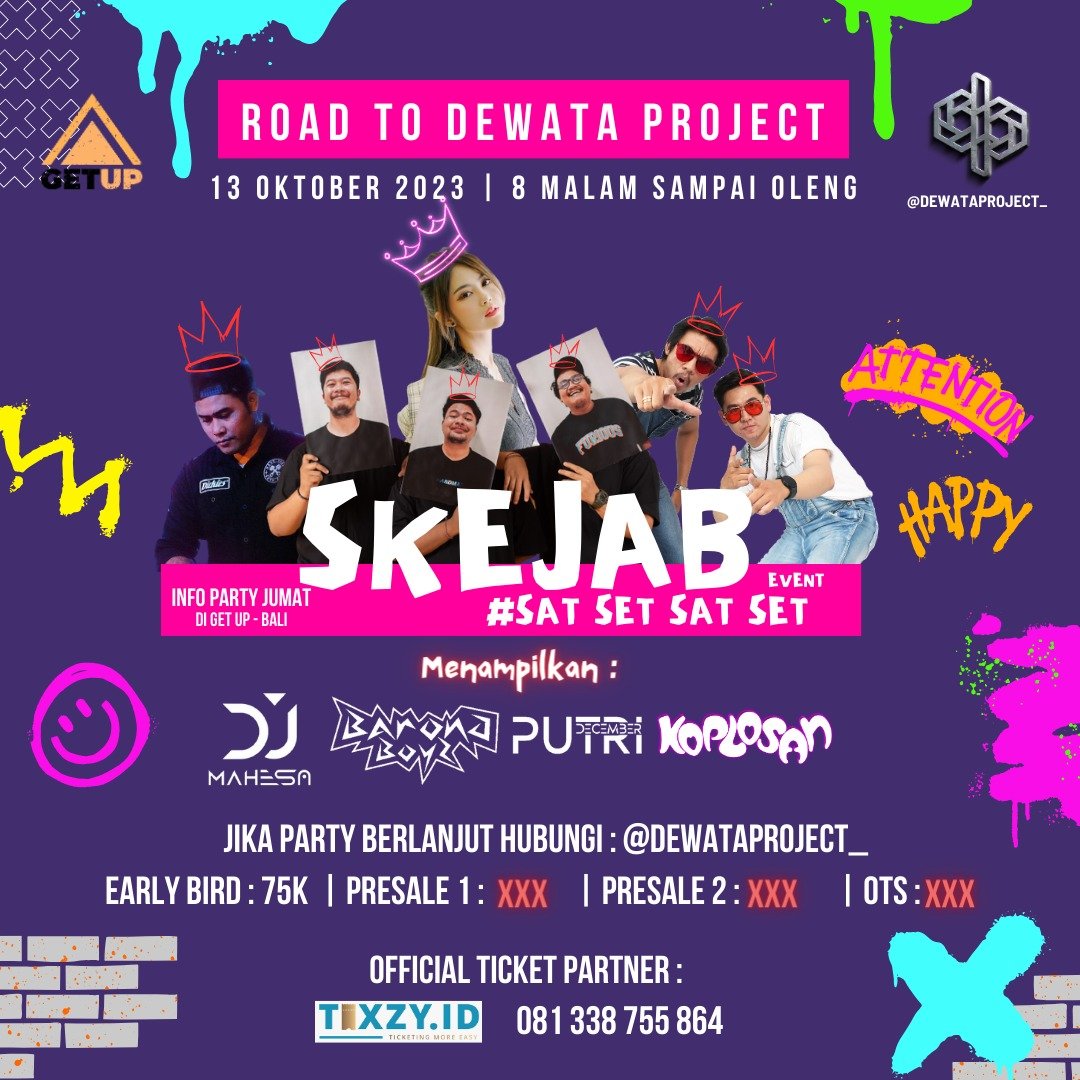 ROAD TO DEWATA PROJECT
13 OKTOBER 2023 | 8 MALAM SAMPAI OLENG
GETUP
@DEWATAPROJECT_
ATTENTION
HAPPY
Dickies
SKEJAB
EVENT
INFO PARTY JUMAT
DI GET UP - BALI
#SAT SET SAT SET
Menampilkan :
DJ MAHESA
BARONG BOYZ
PUTRI DECEMBER
KOPLOSAN
JIKA PARTY BERLANJUT HUBUNGI : @DEWATAPROJECT_
EARLY BIRD : 75K | PRESALE 1 : XXX | PRESALE 2 : XXX | OTS : XXX
OFFICIAL TICKET PARTNER :
TIXZY.ID 081 338 755 864
TICKETING MORE EASY